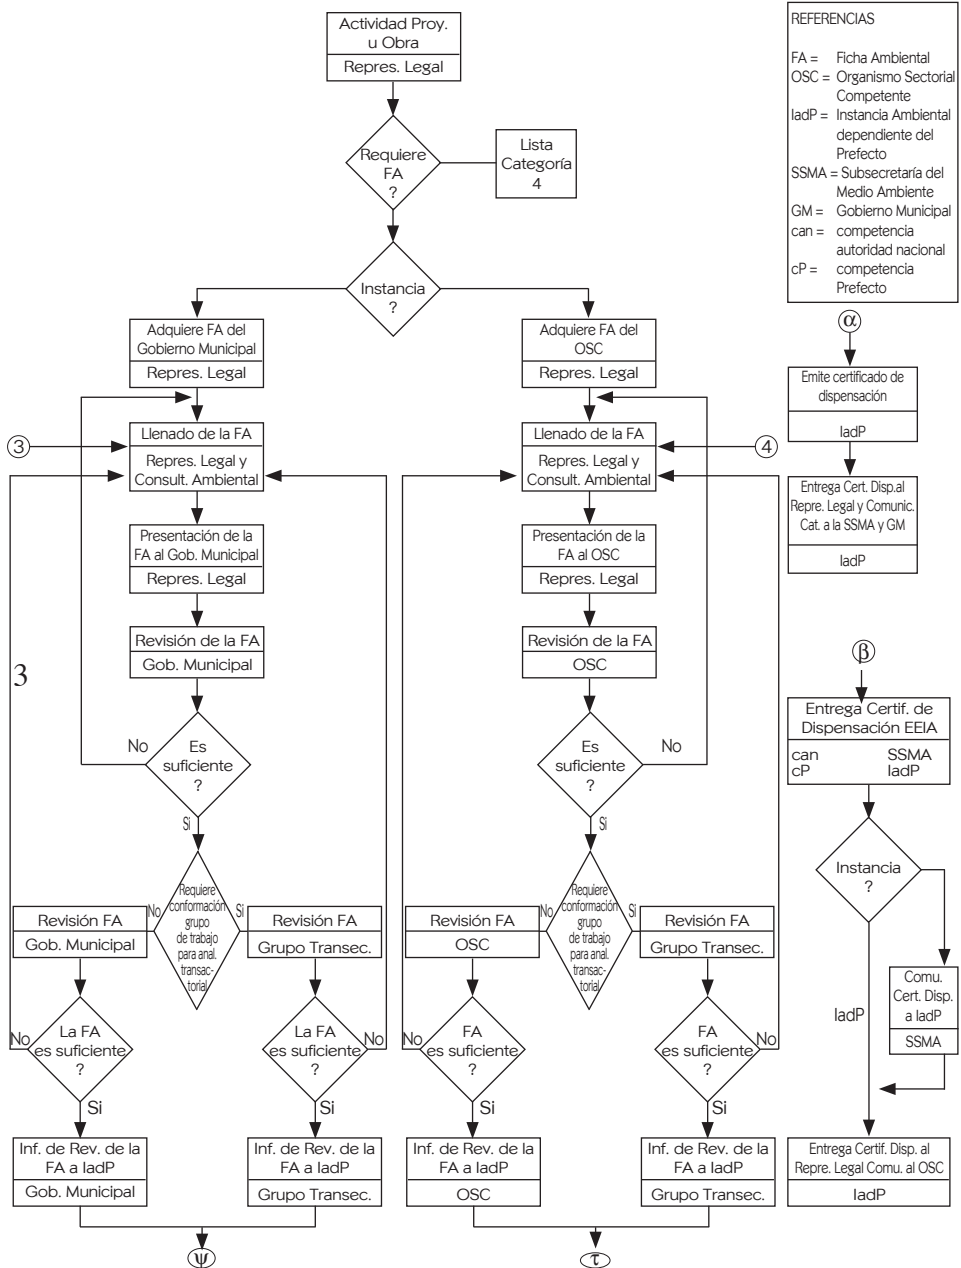 Actividad Proy.
u Obra
Repres. Legal
Requiere
FA
?
Lista
Categoría
4
Instancia
?
Adquiere FA del
Gobierno Municipal
Repres. Legal
Adquiere FA del
OSC
Repres. Legal
3
Llenado de la FA
Repres. Legal y
Consult. Ambiental
Llenado de la FA
Repres. Legal y
Consult. Ambiental
4
Presentación de la
FA al Gob. Municipal
Repres. Legal
Presentación de la
FA al OSC
Repres. Legal
Revisión de la FA
Gob. Municipal
Revisión de la FA
OSC
3
No
Es
suficiente
?
Si
Es
suficiente
?
No
Si
Revisión FA
Gob. Municipal
No
Requiere
conformación
grupo
de trabajo
para anal.
transac-
torial
Si
Revisión FA
Grupo Transec.
Revisión FA
OSC
No
Requiere
conformación
grupo
de trabajo
para anal.
transac-
torial
Si
Revisión FA
Grupo Transec.
No
La FA
es suficiente
?
Si
La FA
es suficiente
?
No
Si
No
FA
es suficiente
?
Si
FA
es suficiente
?
No
Si
Inf. de Rev. de la
FA a IadP
Gob. Municipal
Inf. de Rev. de la
FA a IadP
Grupo Transec.
Inf. de Rev. de la
FA a IadP
OSC
Inf. de Rev. de la
FA a IadP
Grupo Transec.
ψ
τ
REFERENCIAS
FA = Ficha Ambiental
OSC = Organismo Sectorial
Competente
IadP = Instancia Ambiental
dependiente del
Prefecto
SSMA = Subsecretaría del
Medio Ambiente
GM = Gobierno Municipal
can = competencia
autoridad nacional
cP = competencia
Prefecto
α
Emite certificado de
dispensación
IadP
Entrega Cert. Disp.al
Repre. Legal y Comunic.
Cat. a la SSMA y GM
IadP
β
Entrega Certif. de
Dispensación EEIA
can SSMA
cP IadP
Instancia
?
IadP
Comu.
Cert. Disp.
a IadP
SSMA
Entrega Certif. Disp. al
Repre. Legal Comu. al OSC
IadP